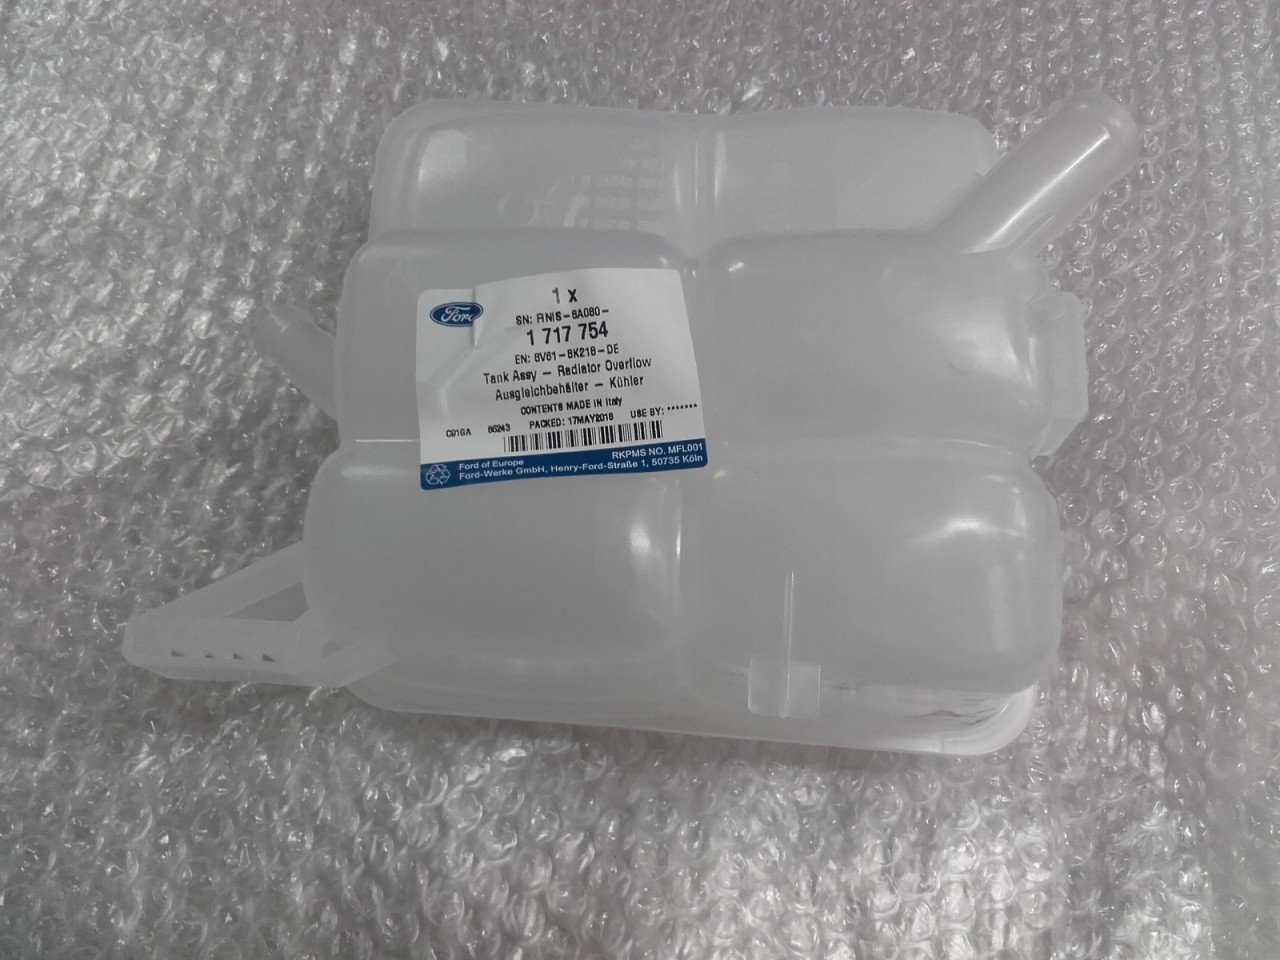 Ford
1 x
SN: FINIS-8A080-
1 717 754
EN: 8V61-8K218-DE
Tank Assy - Radiator Overflow
Ausgleichbehälter - Kühler
CONTENTS MADE IN Italy
C01GA 86243 PACKED: 17MAY2018 USE BY: *******
RKPMS NO. MFL001
Ford of Europe
Ford-Werke GmbH, Henry-Ford-Straße 1, 50735 Köln